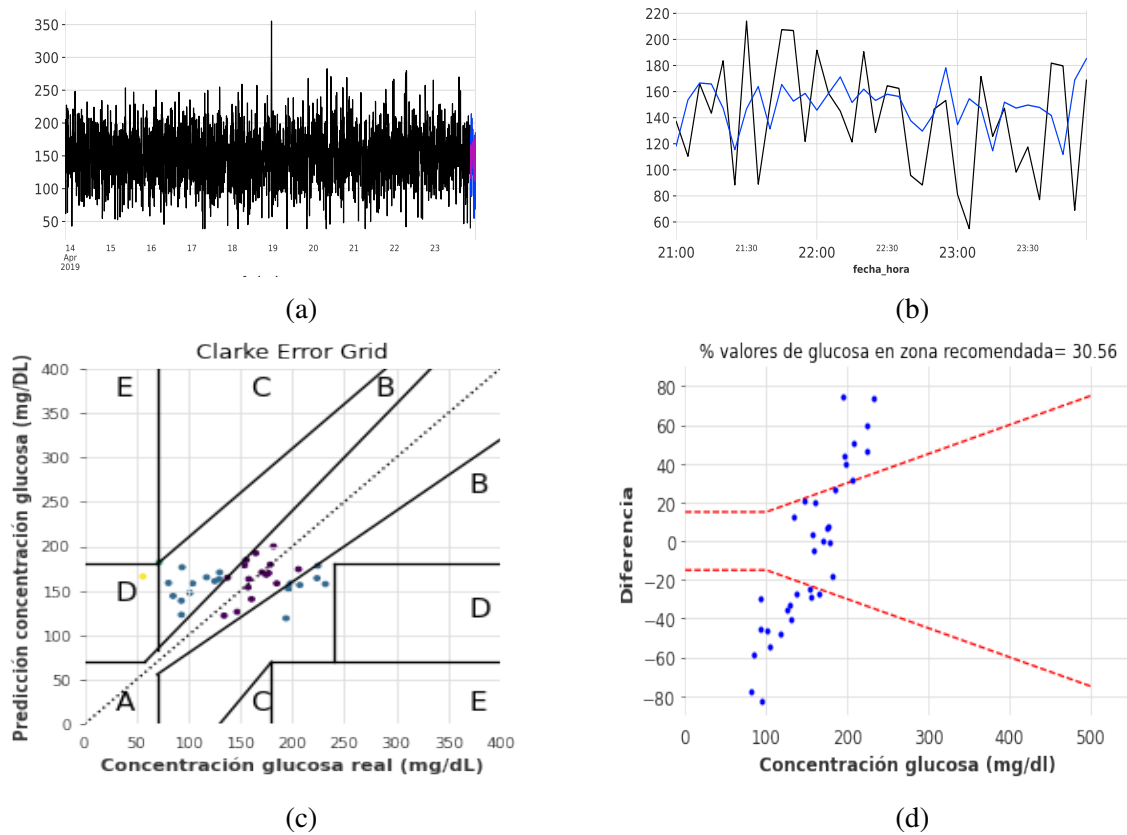 350
300
250
200
150
100
50
14 15 16 17 18 19 20 21 22 23
Apr
2019
(a)
220
200
180
160
140
120
100
80
60
21:00 21:30 22:00 22:30 23:00 23:30
fecha_hora
(b)
Clarke Error Grid
Predicción concentración glucosa (mg/DL)
400
350
300
250
200
150
100
50
0
E C B
B
D
D
A C E
0 50 100 150 200 250 300 350 400
Concentración glucosa real (mg/dL)
(c)
% valores de glucosa en zona recomendada= 30.56
Diferencia
80
60
40
20
0
−20
−40
−60
−80
0 100 200 300 400 500
Concentración glucosa (mg/dl)
(d)